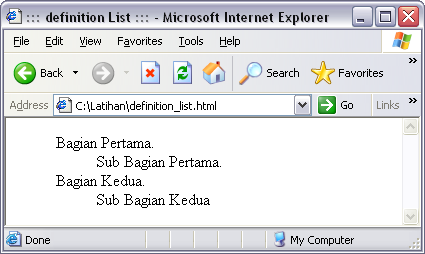 ::: definition List ::: - Microsoft Internet Explorer
File Edit View Favorites Tools Help »
Back Search Favorites »
Address C:\Latihan\definition_list.html Go Links »
Bagian Pertama.
Sub Bagian Pertama.
Bagian Kedua.
Sub Bagian Kedua
Done My Computer